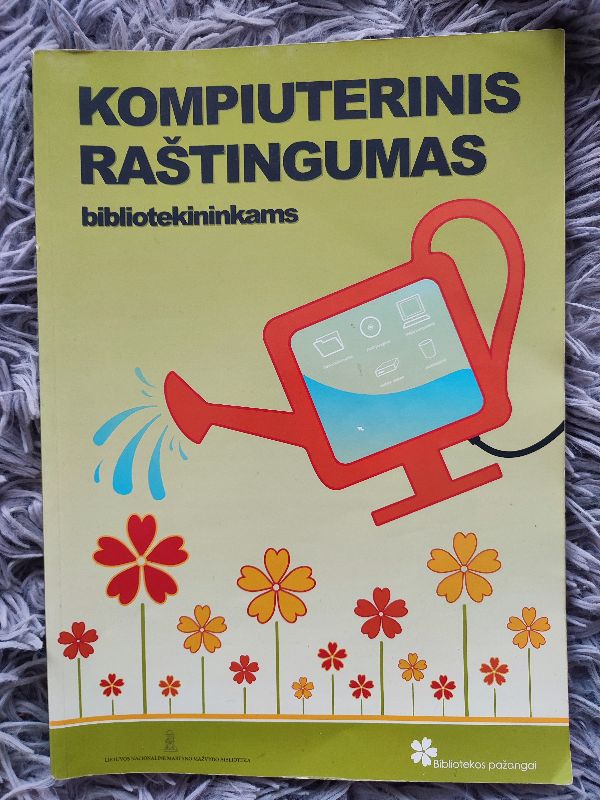 KOMPIUTERINIS
RAŠTINGUMAS
bibliotekininkams
LIETUVOS NACIONALINĖ MARTYNO MAŽVYDO BIBLIOTEKA
Bibliotekos pažangai